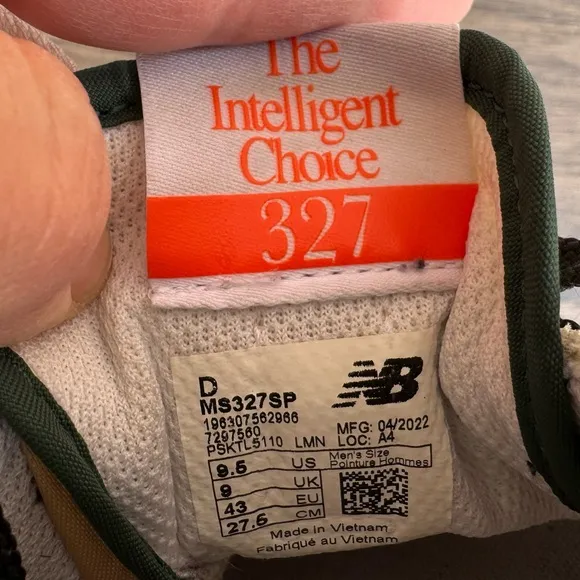 The
Intelligent
Choice
327
D
NB
MS327SP
196307562966
7297560 MFG: 04/2022
PSKTL5110 LMN LOC: A4
9.5 US Men's Size
9 UK Pointure Hommes
43 EU
27.5 CM
Made in Vietnam
Fabriqué au Vietnam